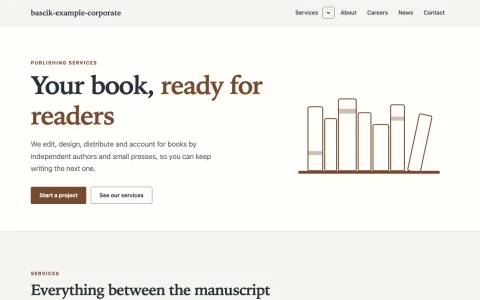 bascik-example-corporate
Services
About
Careers
News
Contact
PUBLISHING SERVICES
Your book, ready for
readers
We edit, design, distribute and account for books by
independent authors and small presses, so you can keep
writing the next one.
Start a project
See our services
SERVICES
Everything between the manuscript